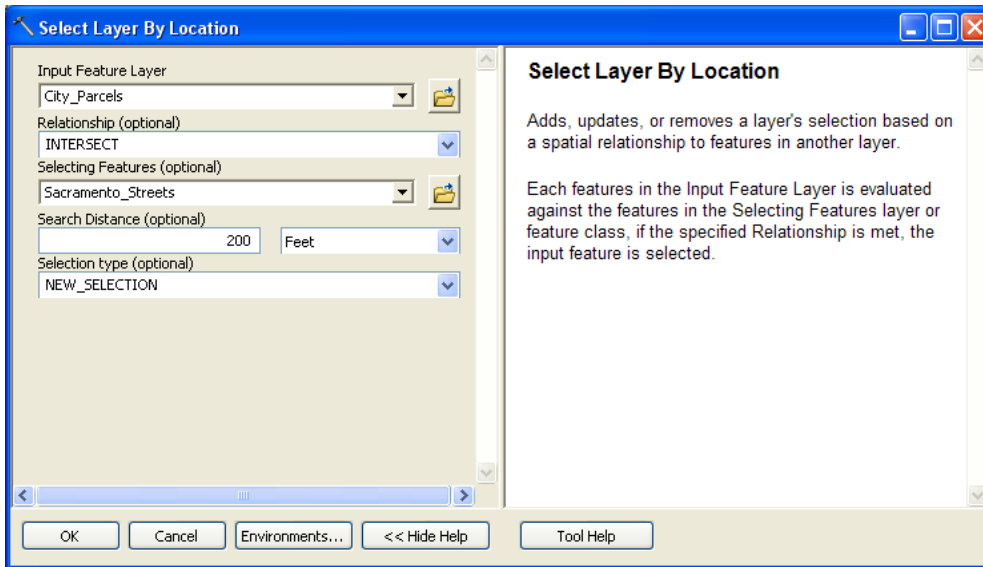 Select Layer By Location
Input Feature Layer
City_Parcels
Relationship (optional)
INTERSECT
Selecting Features (optional)
Sacramento_Streets
Search Distance (optional)
200 Feet
Selection type (optional)
NEW_SELECTION
Select Layer By Location
Adds, updates, or removes a layer's selection based on
a spatial relationship to features in another layer.
Each features in the Input Feature Layer is evaluated
against the features in the Selecting Features layer or
feature class, if the specified Relationship is met, the
input feature is selected.
OK Cancel Environments... << Hide Help Tool Help